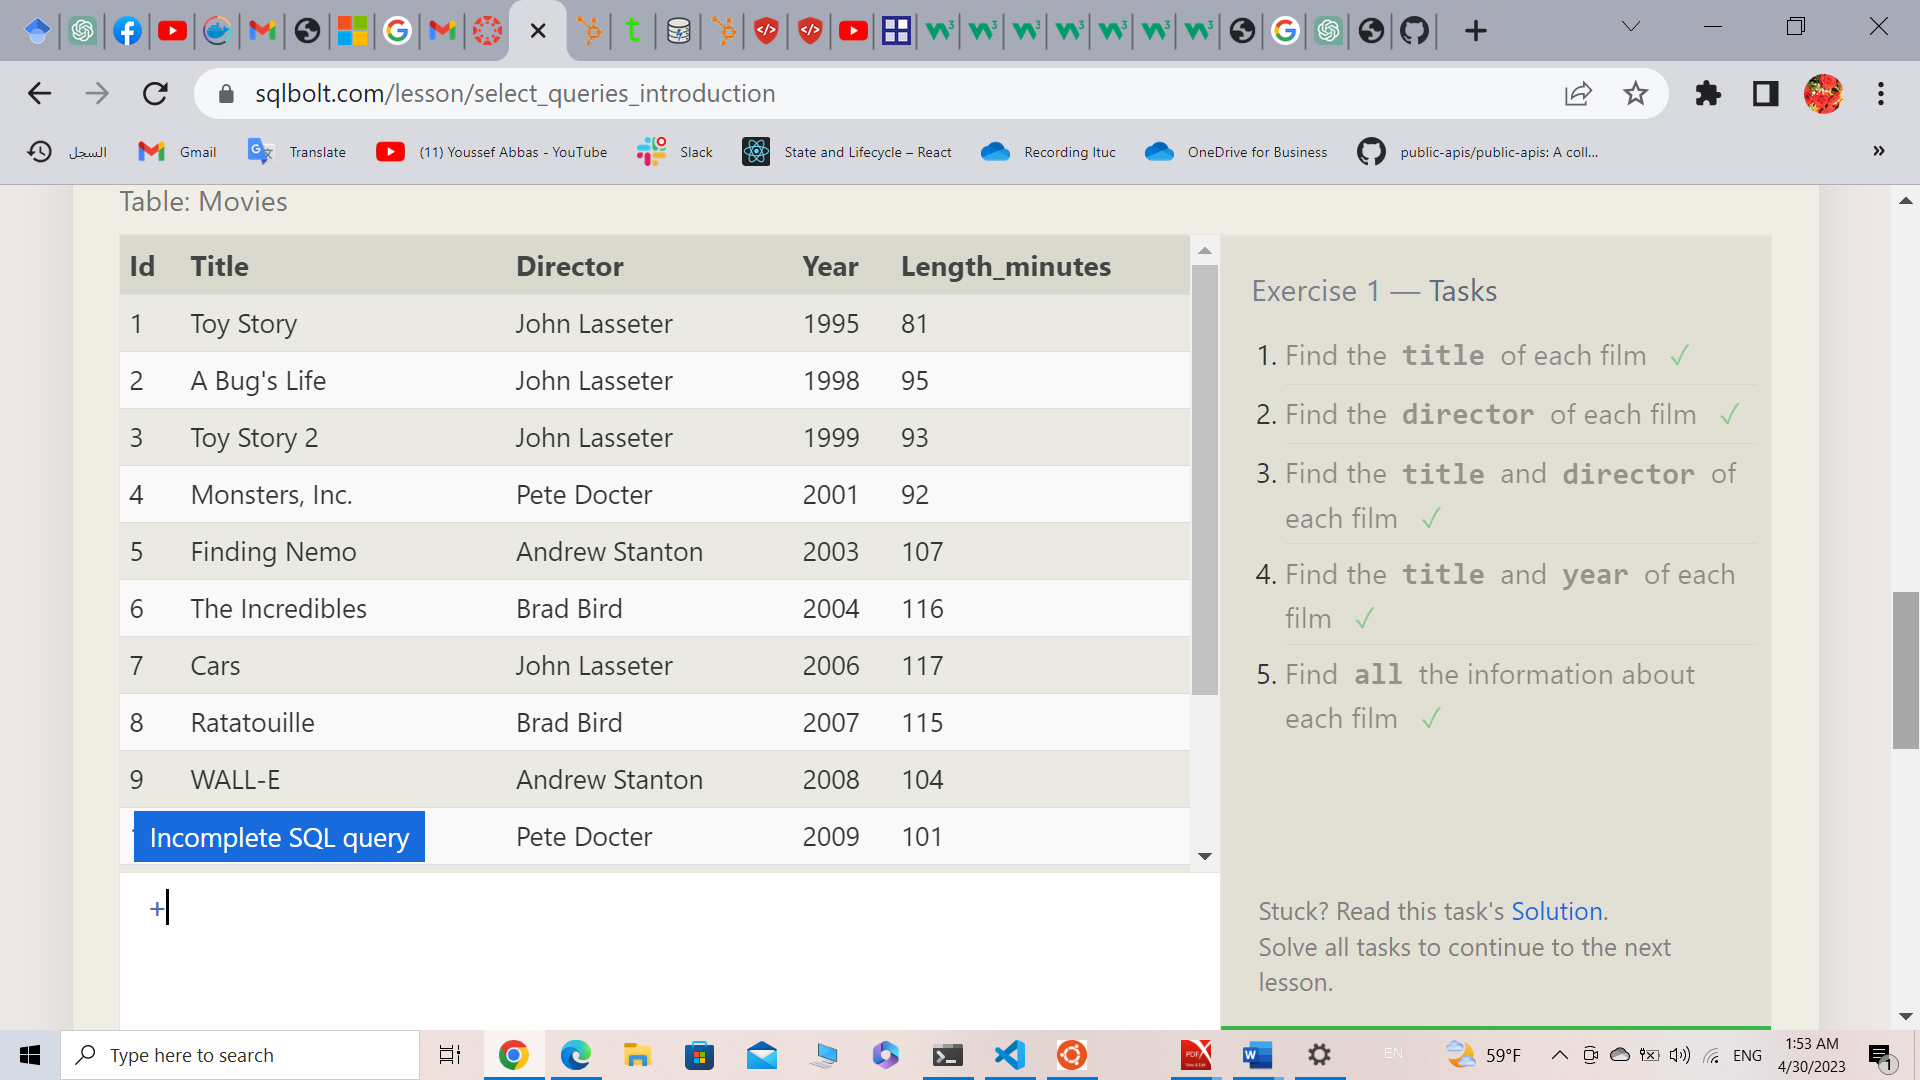 sqlbolt.com/lesson/select_queries_introduction
السجل Gmail Translate (11) Youssef Abbas - YouTube Slack State and Lifecycle – React Recording Ituc OneDrive for Business public-apis/public-apis: A coll... »
Table: Movies
Id Title Director Year Length_minutes
1 Toy Story John Lasseter 1995 81
2 A Bug's Life John Lasseter 1998 95
3 Toy Story 2 John Lasseter 1999 93
4 Monsters, Inc. Pete Docter 2001 92
5 Finding Nemo Andrew Stanton 2003 107
6 The Incredibles Brad Bird 2004 116
7 Cars John Lasseter 2006 117
8 Ratatouille Brad Bird 2007 115
9 WALL-E Andrew Stanton 2008 104
Pete Docter 2009 101
Incomplete SQL query
+
Exercise 1 — Tasks
1. Find the title of each film ✓
2. Find the director of each film ✓
3. Find the title and director of
each film ✓
4. Find the title and year of each
film ✓
5. Find all the information about
each film ✓
Stuck? Read this task's Solution.
Solve all tasks to continue to the next
lesson.
Type here to search
EN
59°F
ENG
1:53 AM
4/30/2023
1